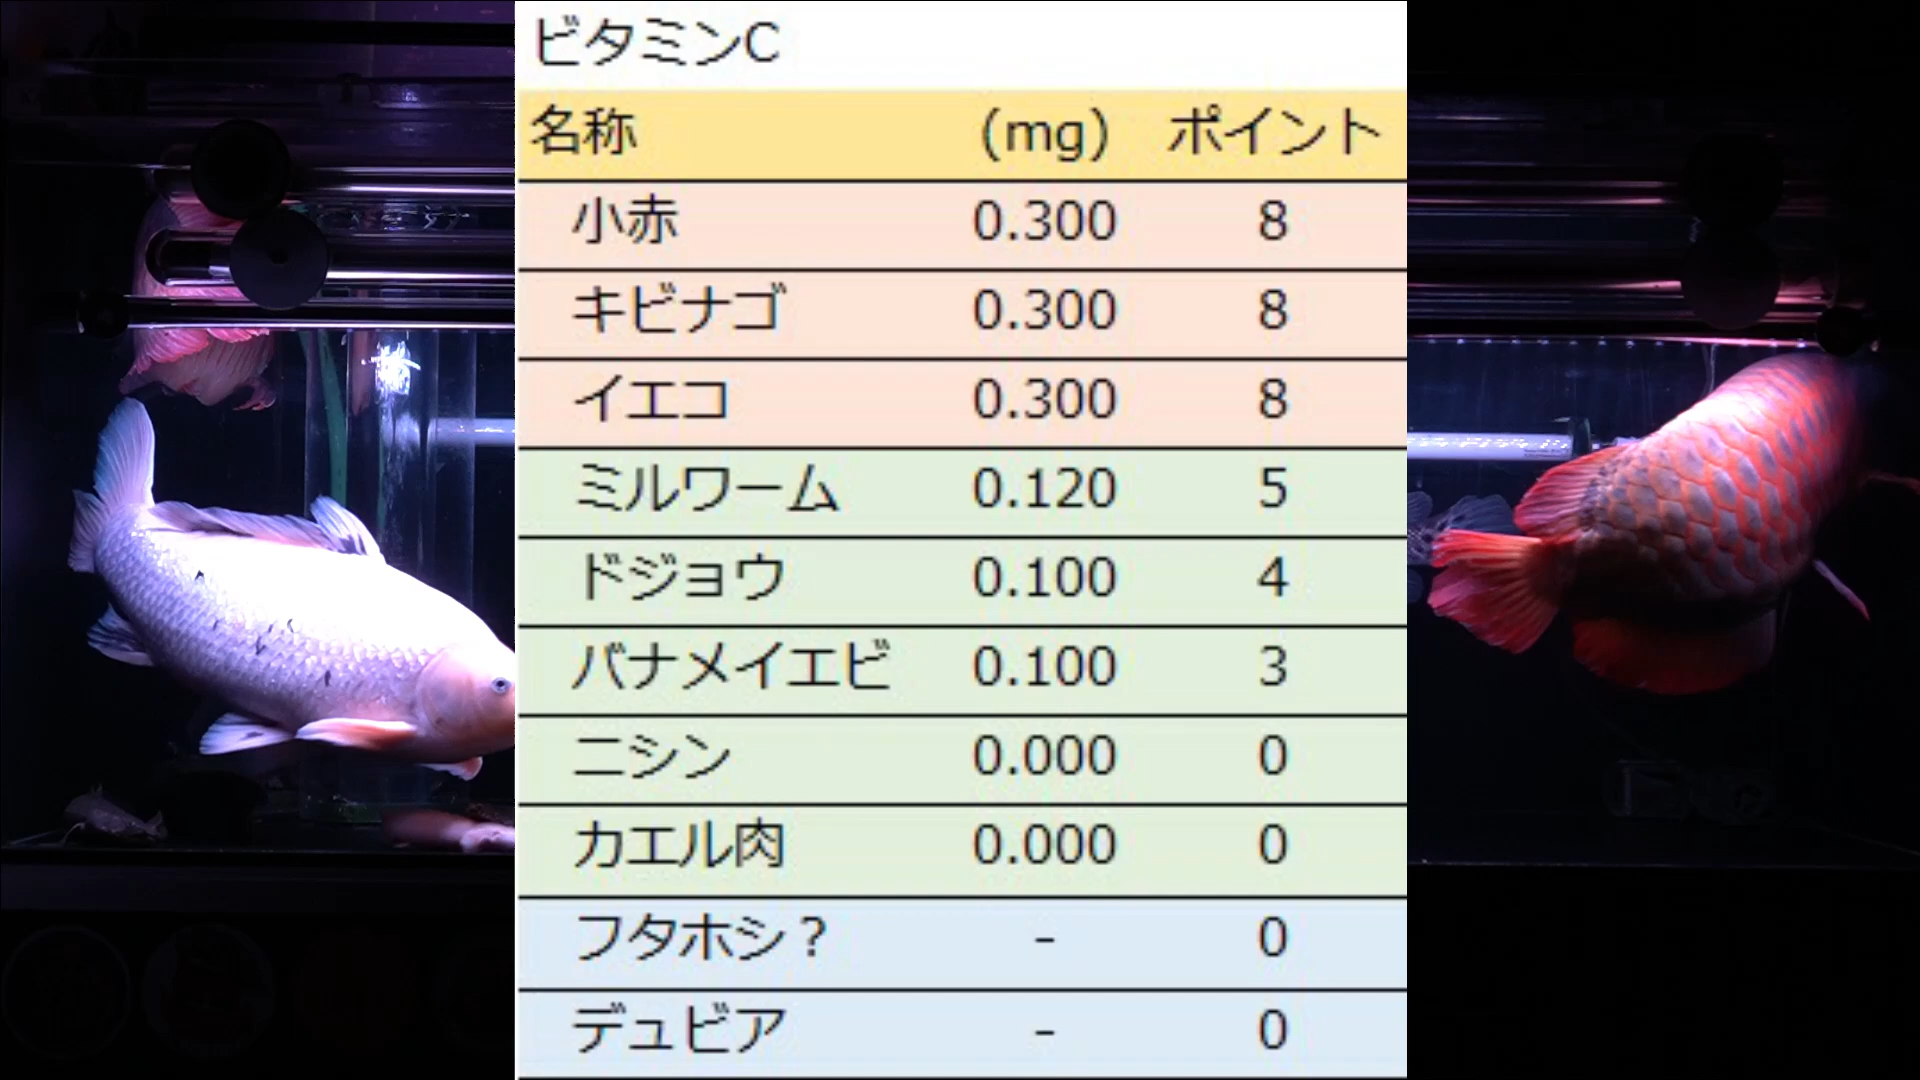 ビタミンC
名称 (mg) ポイント
小赤 0.300 8
キビナゴ 0.300 8
イエコ 0.300 8
ミルワーム 0.120 5
ドジョウ 0.100 4
バナメイエビ 0.100 3
ニシン 0.000 0
カエル肉 0.000 0
フタホシ？ - 0
デュビア - 0